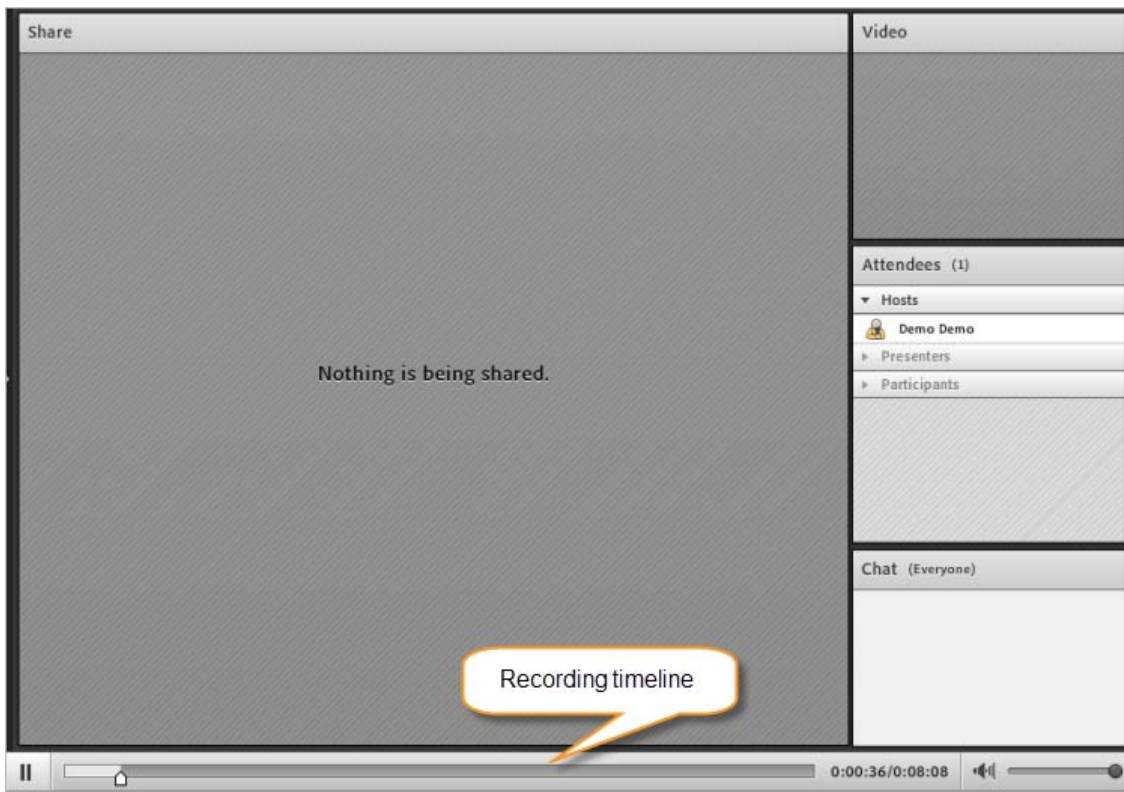 Share
Nothing is being shared.
Video
Attendees (1)
Hosts
Demo Demo
Presenters
Participants
Chat (Everyone)
Recording timeline
0:00:36/0:08:08